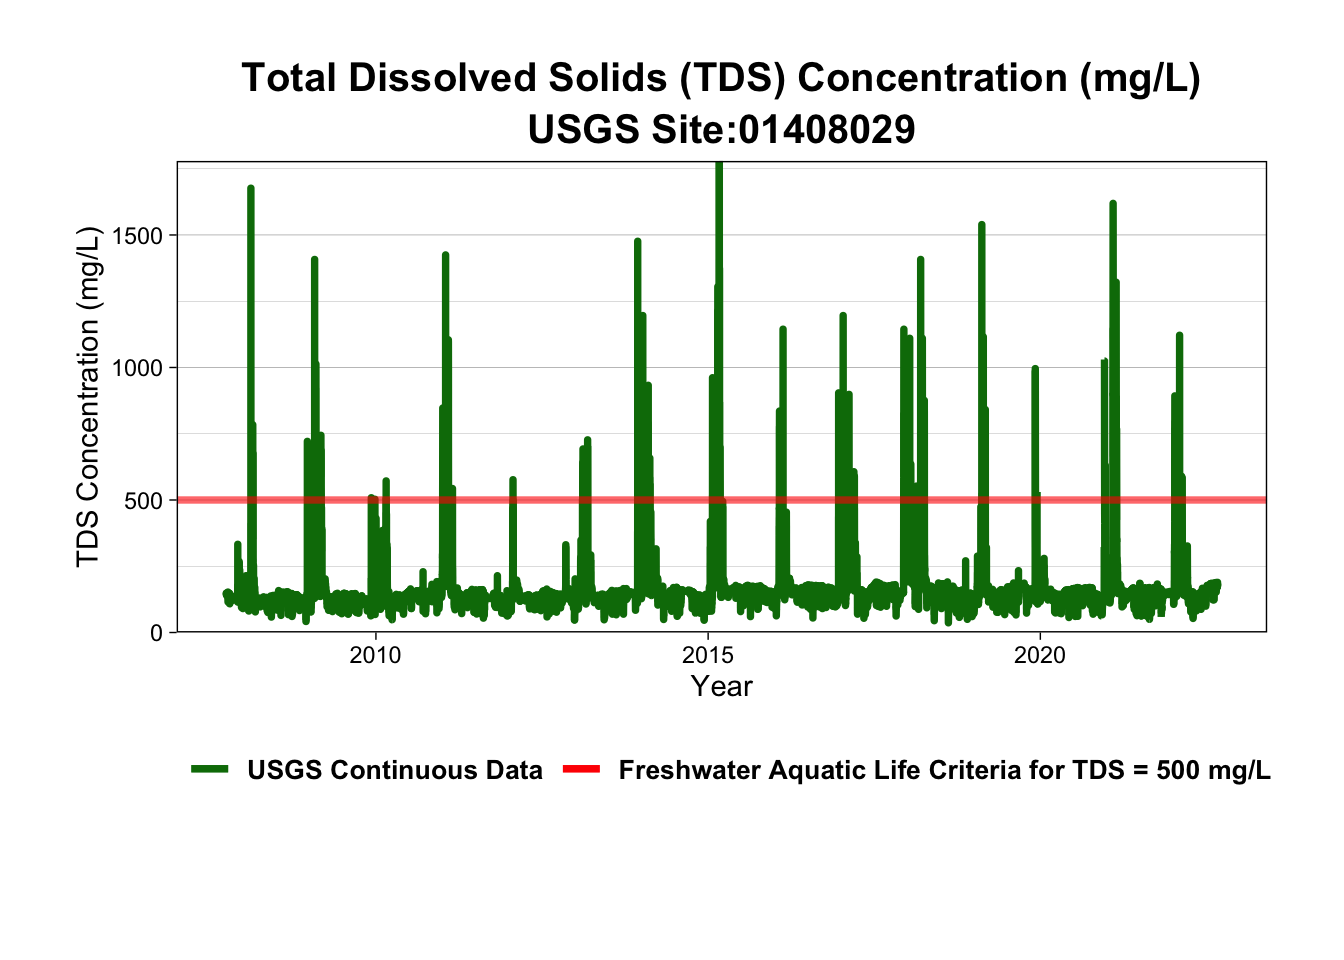 Total Dissolved Solids (TDS) Concentration (mg/L)
USGS Site:01408029
TDS Concentration (mg/L)
1500
1000
500
0
2010 2015 2020
Year
USGS Continuous Data Freshwater Aquatic Life Criteria for TDS = 500 mg/L